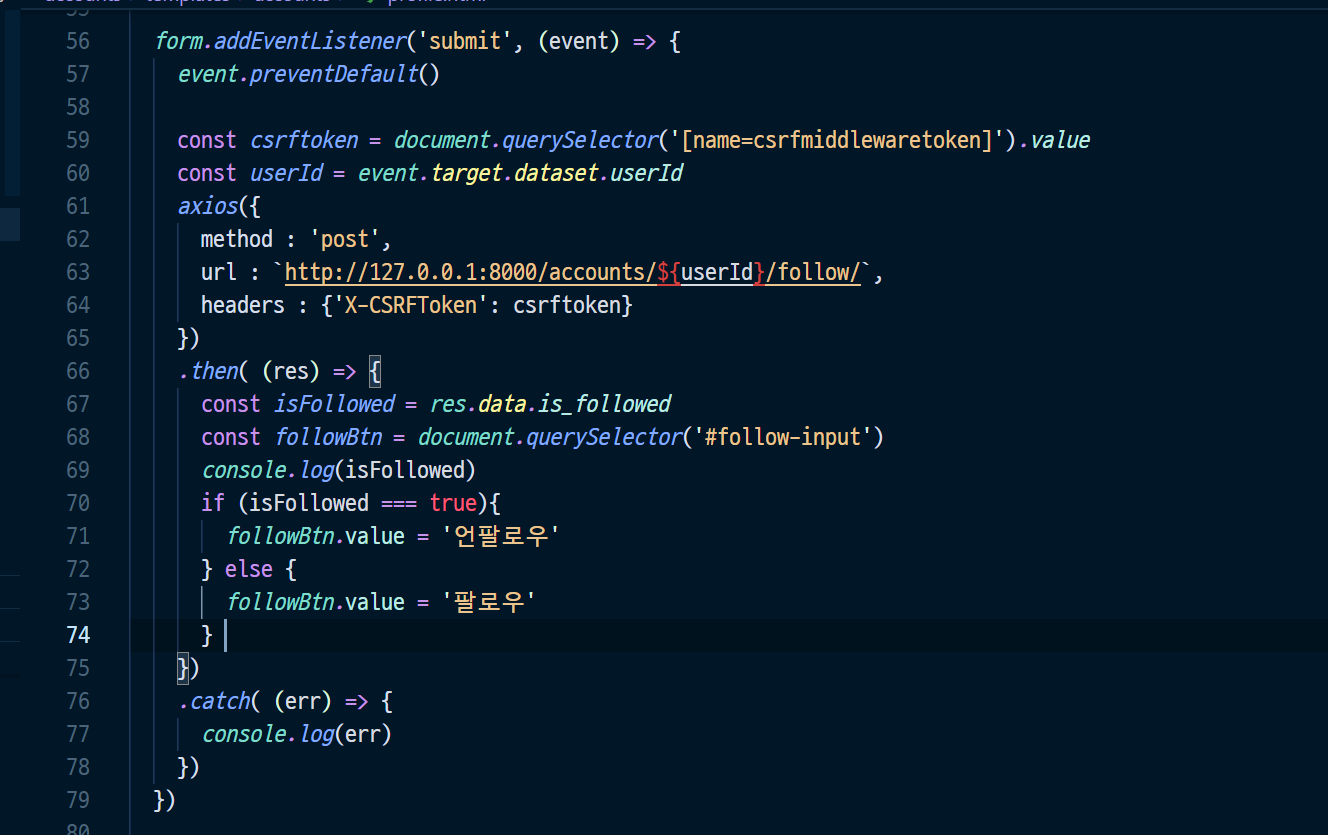 56 form.addEventListener('submit', (event) => {
57 event.preventDefault()
58
59 const csrftoken = document.querySelector('[name=csrfmiddlewaretoken]').value
60 const userId = event.target.dataset.userId
61 axios({
62 method : 'post',
63 url : `http://127.0.0.1:8000/accounts/${userId}/follow/`,
64 headers : {'X-CSRFToken': csrftoken}
65 })
66 .then( (res) => {
67 const isFollowed = res.data.is_followed
68 const followBtn = document.querySelector('#follow-input')
69 console.log(isFollowed)
70 if (isFollowed === true){
71 followBtn.value = '언팔로우'
72 } else {
73 followBtn.value = '팔로우'
74 }
75 })
76 .catch( (err) => {
77 console.log(err)
78 })
79 })
80